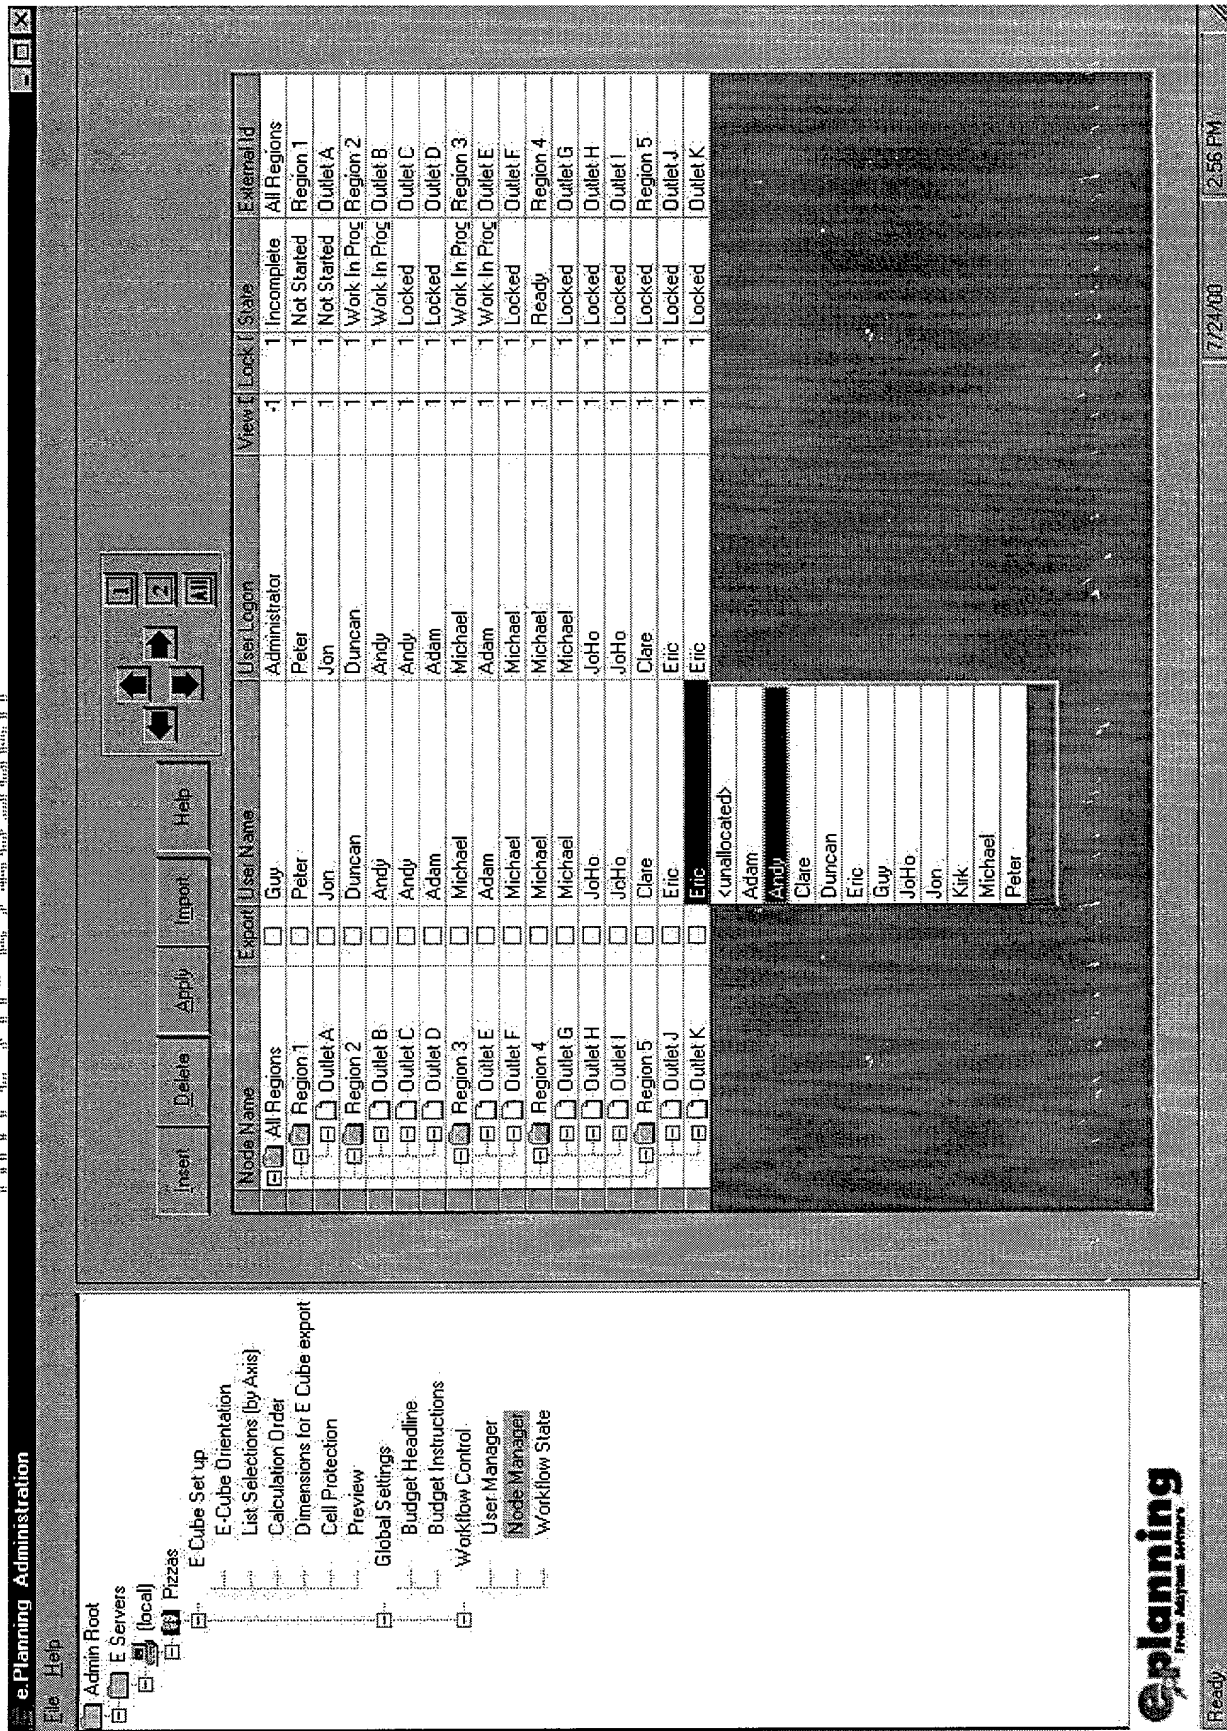 e.Planning Administration
File Help
Admin Root
E Servers
(local)
Pizzas
E-Cube Set up
E-Cube Orientation
List Selections (by Axis)
Calculation Order
Dimensions for E Cube export
Cell Protection
Preview
Global Settings
Budget Headline
Budget Instructions
Workflow Control
User Manager
Node Manager
Workflow State
e.planning
From Adaytum Software
Insert Delete Apply Import Help
1
2
All
Node Name Export User Name User Logon View D Lock D State External Id
All Regions Guy Administrator -1 1 Incomplete All Regions
Region 1 Peter Peter 1 1 Not Started Region 1
Outlet A Jon Jon 1 1 Not Started Outlet A
Region 2 Duncan Duncan 1 1 Work In Prog Region 2
Outlet B Andy Andy 1 1 Work In Prog Outlet B
Outlet C Andy Andy 1 1 Locked Outlet C
Outlet D Adam Adam 1 1 Locked Outlet D
Region 3 Michael Michael 1 1 Work In Prog Region 3
Outlet E Adam Adam 1 1 Work In Prog Outlet E
Outlet F Michael Michael 1 1 Locked Outlet F
Region 4 Michael Michael 1 1 Ready Region 4
Outlet G Michael Michael 1 1 Locked Outlet G
Outlet H JoHo JoHo 1 1 Locked Outlet H
Outlet I JoHo JoHo 1 1 Locked Outlet I
Region 5 Clare Clare 1 1 Locked Region 5
Outlet J Eric Eric 1 1 Locked Outlet J
Outlet K Eric Eric 1 1 Locked Outlet K
<unallocated>
Adam
Andy
Clare
Duncan
Eric
Guy
JoHo
Jon
Kirk
Michael
Peter
Ready 7/24/00 2:56 PM